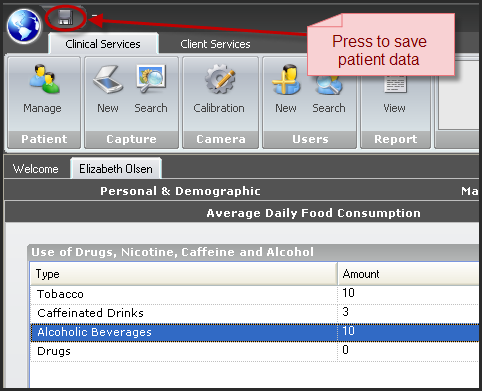 Press to save
patient data
Clinical Services Client Services
Manage New Search Calibration New Search View
Patient Capture Camera Users Report
Welcome Elizabeth Olsen
Personal & Demographic Ma
Average Daily Food Consumption
Use of Drugs, Nicotine, Caffeine and Alcohol
Type Amount
Tobacco 10
Caffeinated Drinks 3
Alcoholic Beverages 10
Drugs 0